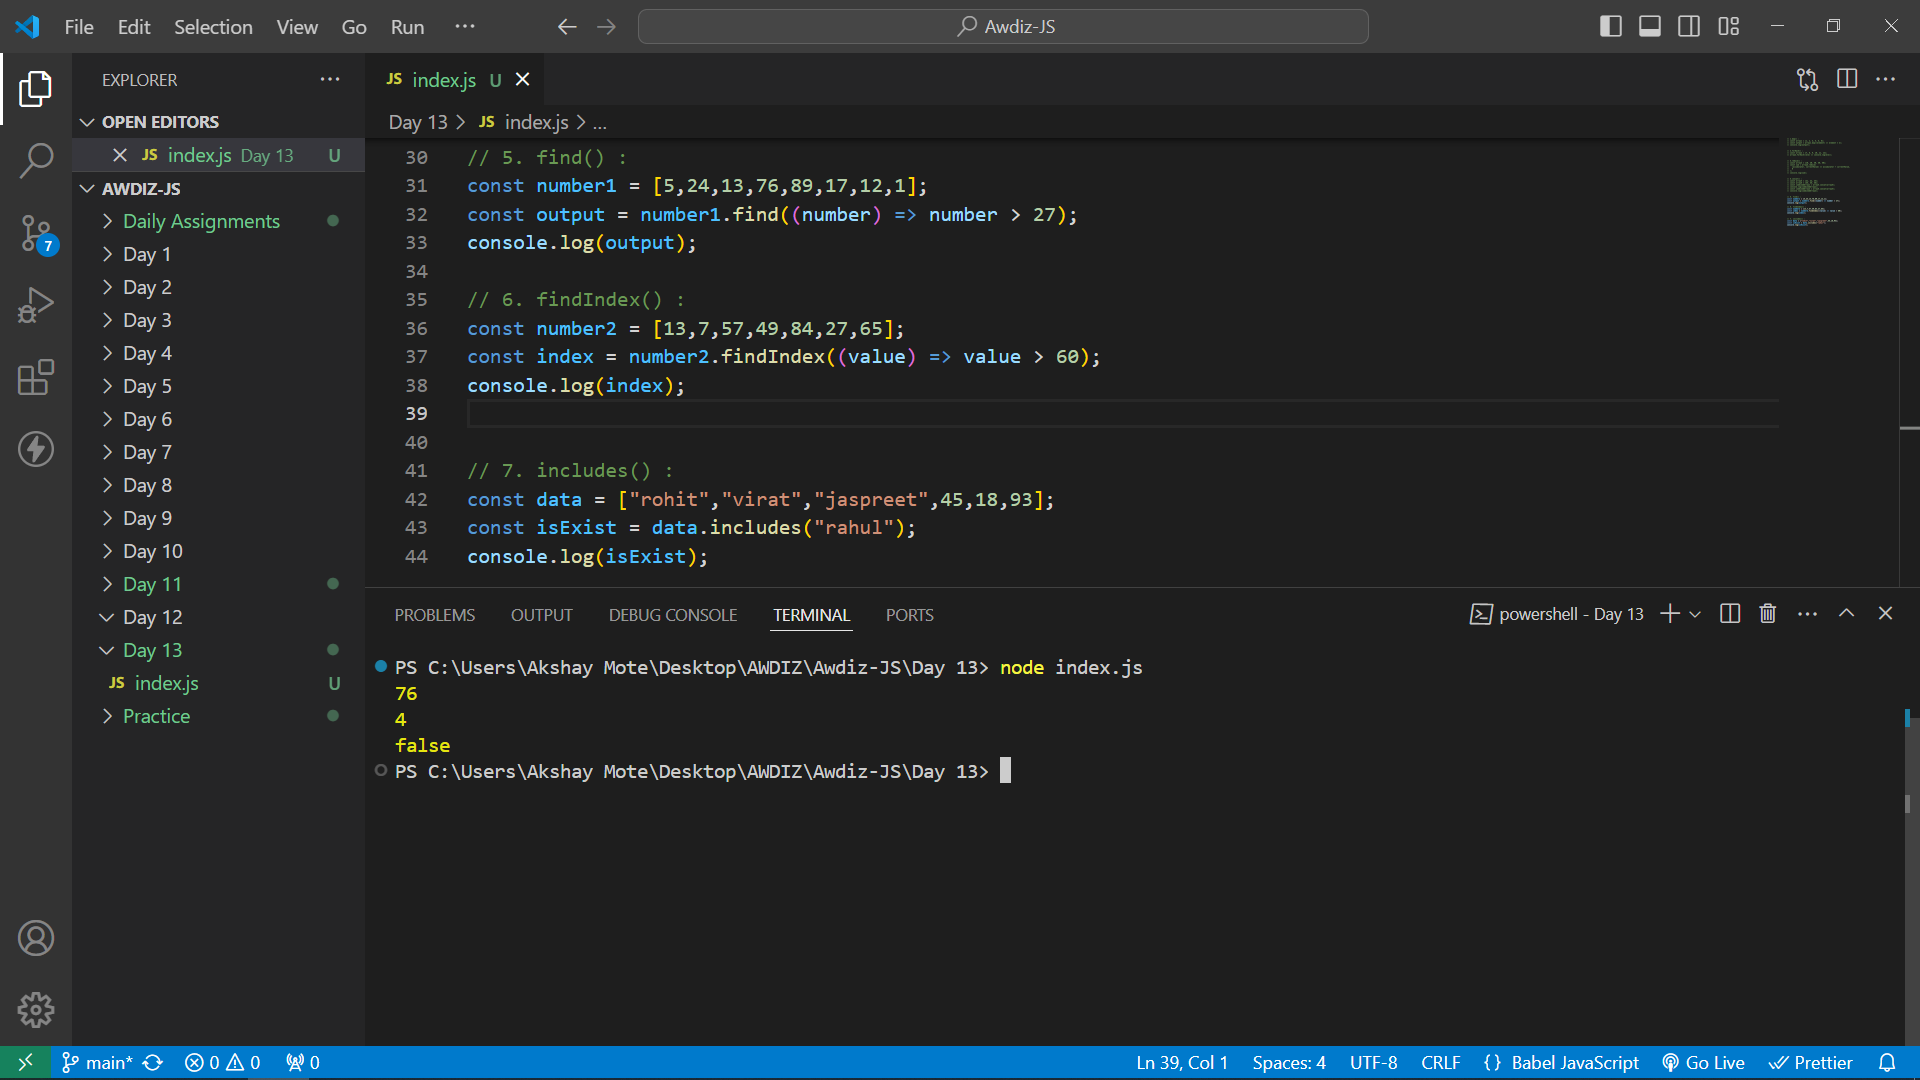 File Edit Selection View Go Run ···
Awdiz-JS
EXPLORER ···
OPEN EDITORS
JS index.js Day 13 U
AWDIZ-JS
Daily Assignments
Day 1
Day 2
Day 3
Day 4
Day 5
Day 6
Day 7
Day 8
Day 9
Day 10
Day 11
Day 12
Day 13
JS index.js U
Practice
7
JS index.js U
Day 13 > JS index.js > ...
30 // 5. find() :
31 const number1 = [5,24,13,76,89,17,12,1];
32 const output = number1.find((number) => number > 27);
33 console.log(output);
34
35 // 6. findIndex() :
36 const number2 = [13,7,57,49,84,27,65];
37 const index = number2.findIndex((value) => value > 60);
38 console.log(index);
39
40
41 // 7. includes() :
42 const data = ["rohit","virat","jaspreet",45,18,93];
43 const isExist = data.includes("rahul");
44 console.log(isExist);
PROBLEMS OUTPUT DEBUG CONSOLE TERMINAL PORTS
powershell - Day 13
PS C:\Users\Akshay Mote\Desktop\AWDIZ\Awdiz-JS\Day 13> node index.js
76
4
false
PS C:\Users\Akshay Mote\Desktop\AWDIZ\Awdiz-JS\Day 13>
main* 0 0 0
Ln 39, Col 1 Spaces: 4 UTF-8 CRLF {} Babel JavaScript Go Live Prettier